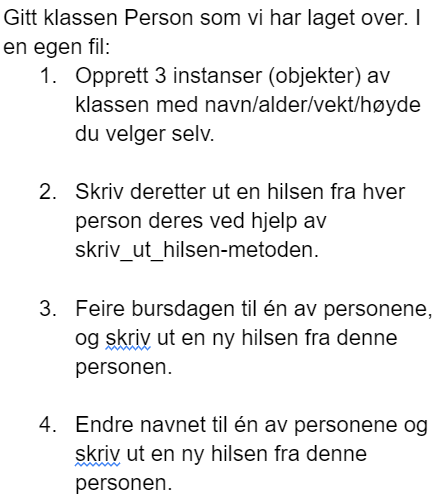 Gitt klassen Person som vi har laget over. I
en egen fil:
1. Opprett 3 instanser (objekter) av
klassen med navn/alder/vekt/høyde
du velger selv.
2. Skriv deretter ut en hilsen fra hver
person deres ved hjelp av
skriv_ut_hilsen-metoden.
3. Feire bursdagen til én av personene,
og skriv ut en ny hilsen fra denne
personen.
4. Endre navnet til én av personene og
skriv ut en ny hilsen fra denne
personen.